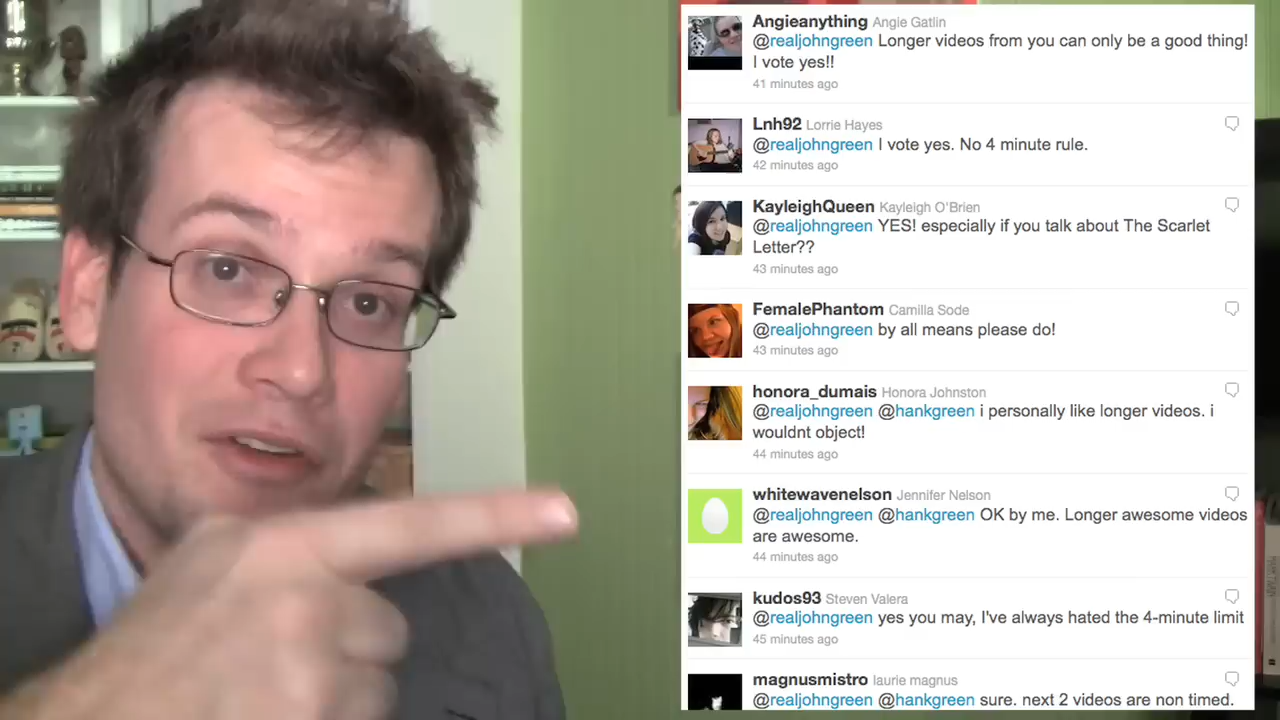 Angieanything Angie Gatlin
@realjohngreen Longer videos from you can only be a good thing!
I vote yes!!
41 minutes ago
Lnh92 Lorrie Hayes
@realjohngreen I vote yes. No 4 minute rule.
42 minutes ago
KayleighQueen Kayleigh O'Brien
@realjohngreen YES! especially if you talk about The Scarlet
Letter??
43 minutes ago
FemalePhantom Camilla Sode
@realjohngreen by all means please do!
43 minutes ago
honora_dumais Honora Johnston
@realjohngreen @hankgreen i personally like longer videos. i
wouldnt object!
44 minutes ago
whitewavenelson Jennifer Nelson
@realjohngreen @hankgreen OK by me. Longer awesome videos
are awesome.
44 minutes ago
kudos93 Steven Valera
@realjohngreen yes you may, I've always hated the 4-minute limit
45 minutes ago
magnusmistro laurie magnus
@realjohngreen @hankgreen sure. next 2 videos are non timed.